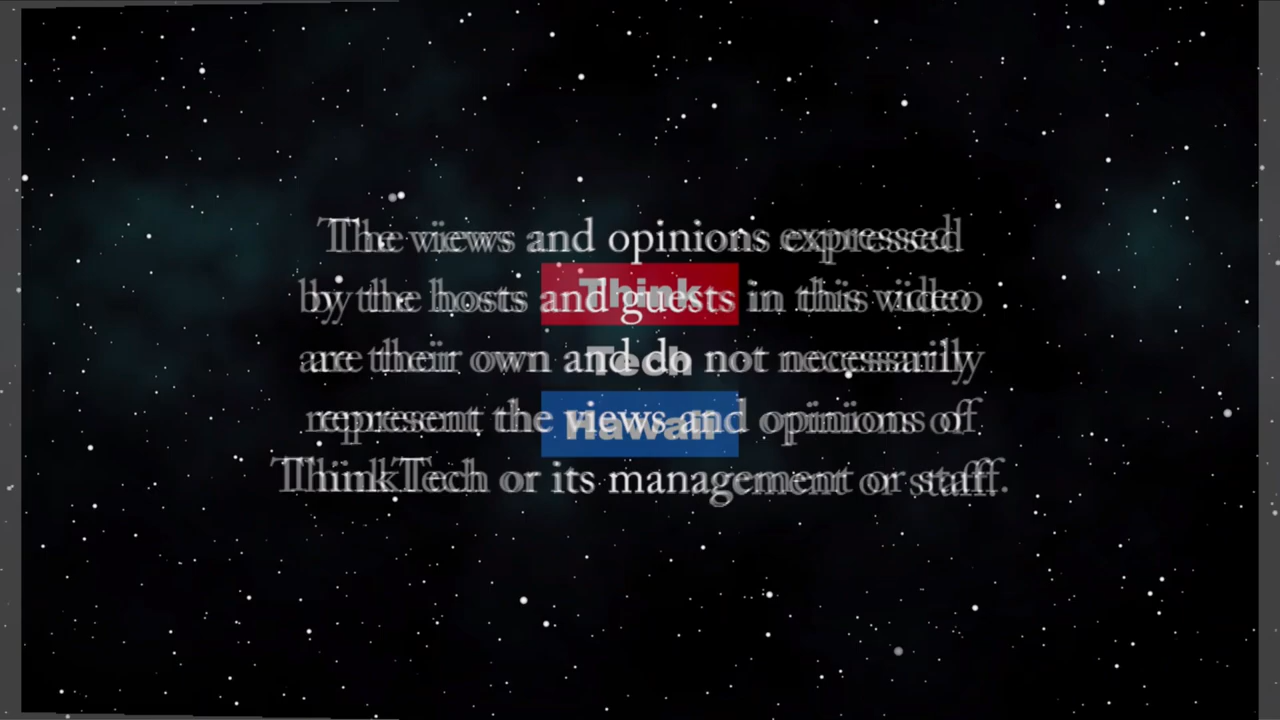 The views and opinions expressed
by the hosts and guests in this video
are their own and do not necessarily
represent the views and opinions of
ThinkTech or its management or staff.
Think
Tech
Hawaii